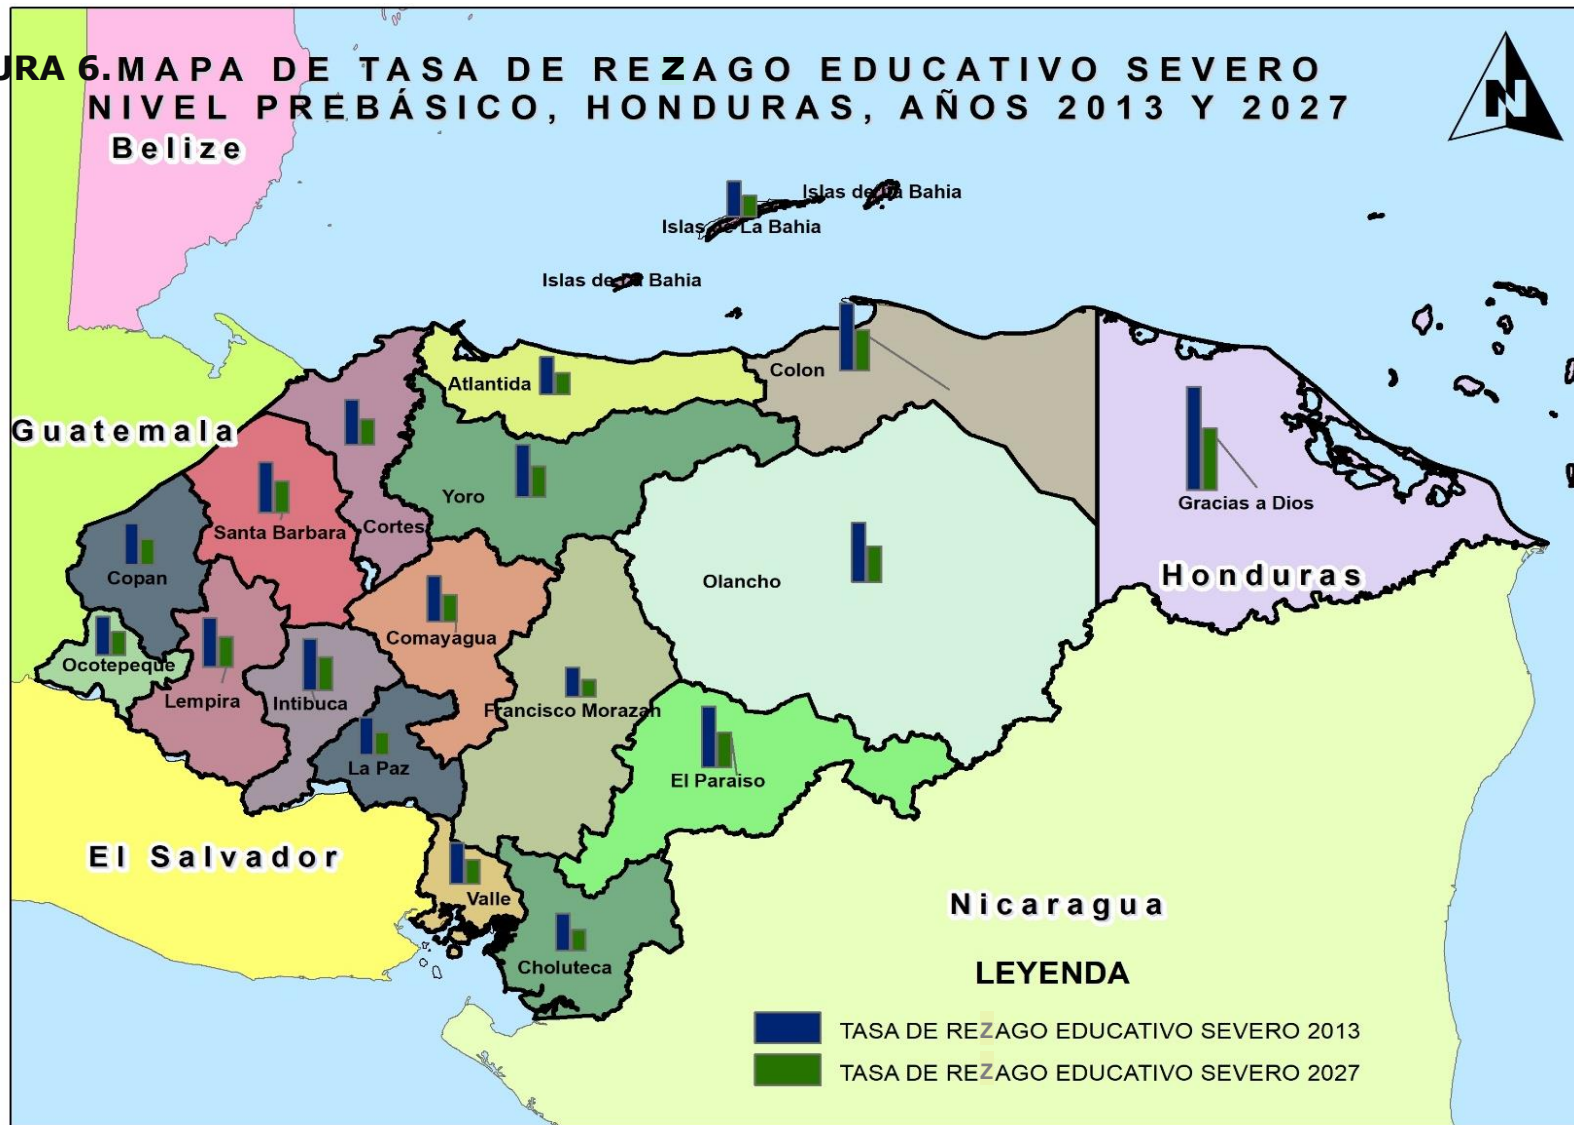 URA 6. MAPA DE TASA DE REZAGO EDUCATIVO SEVERO
NIVEL PREBÁSICO, HONDURAS, AÑOS 2013 Y 2027
N
Belize
Islas de La Bahia
Islas de La Bahia
Islas de La Bahia
Atlantida
Colon
Guatemala
Yoro
Gracias a Dios
Santa Barbara
Cortes
Copan
Olancho
Honduras
Comayagua
Ocotepeque
Lempira
Intibuca
Francisco Morazan
La Paz
El Paraiso
El Salvador
Valle
Nicaragua
Choluteca
LEYENDA
TASA DE REZAGO EDUCATIVO SEVERO 2013
TASA DE REZAGO EDUCATIVO SEVERO 2027